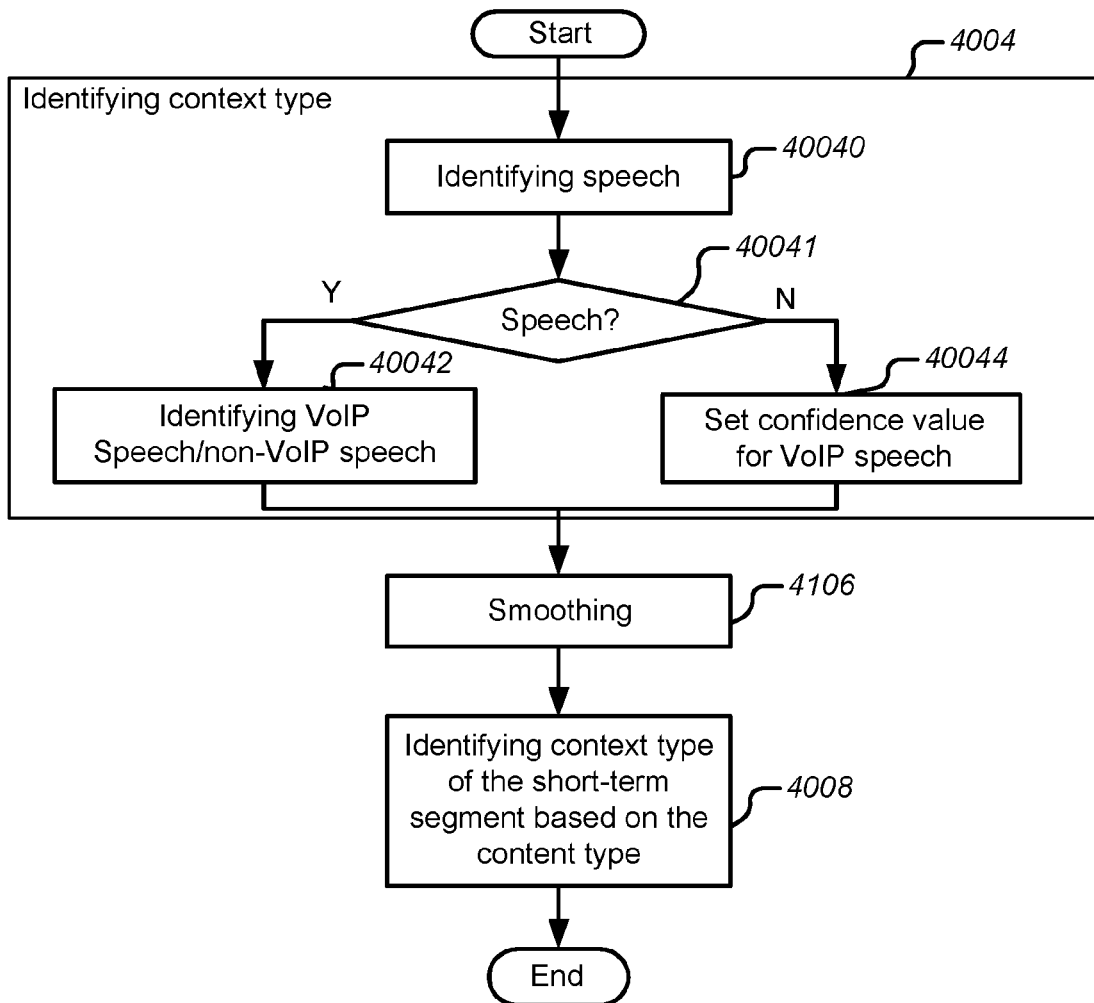 Start
4004
Identifying context type
40040
Identifying speech
40041
Y
N
Speech?
40042
40044
Identifying VoIP
Speech/non-VoIP speech
Set confidence value
for VoIP speech
4106
Smoothing
Identifying context type
of the short-term
segment based on the
content type
4008
End